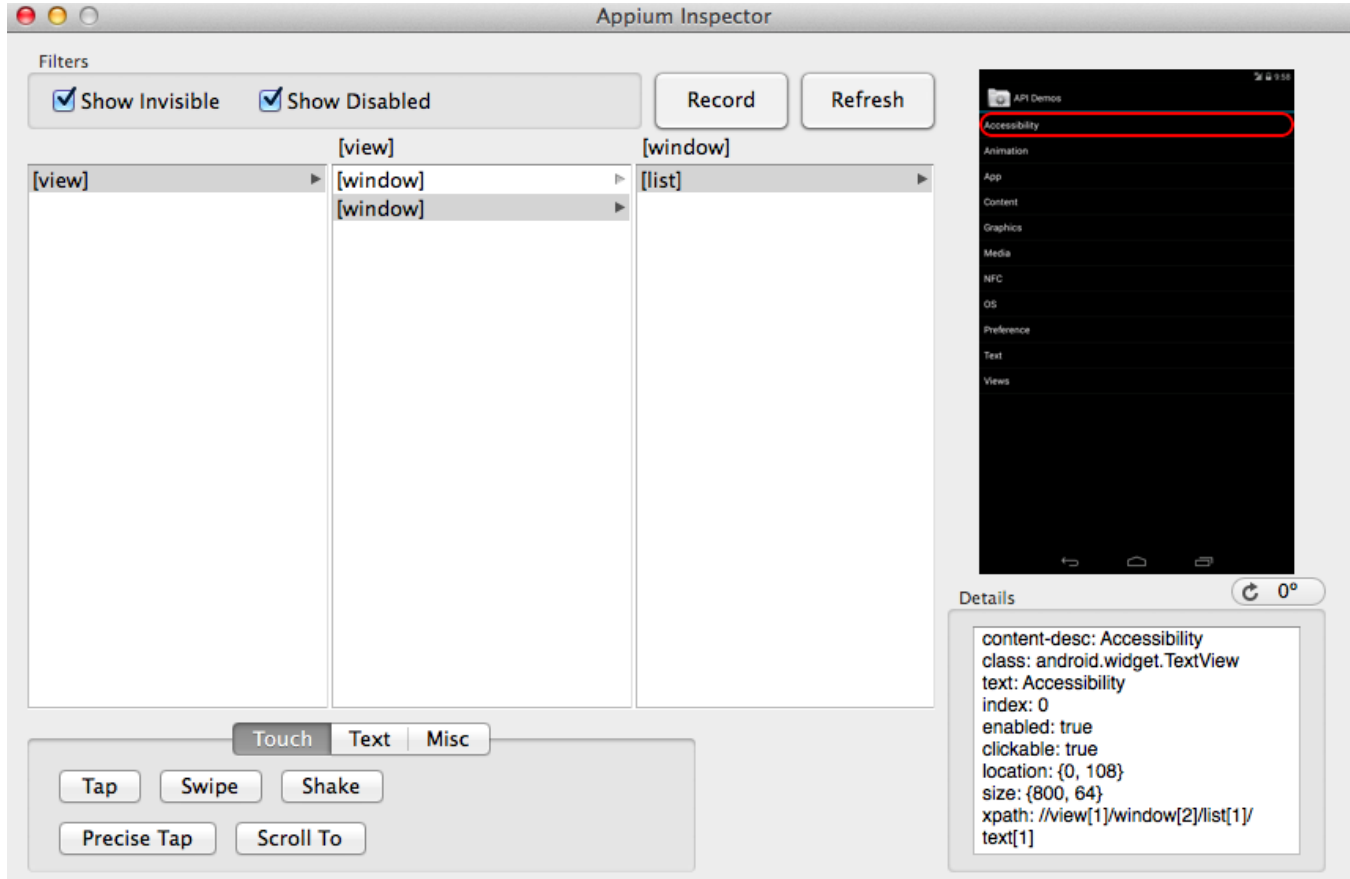 Appium Inspector
Filters
Show Invisible
Show Disabled
Record
Refresh
[view]
[window]
[view]
[window]
[list]
[window]
9:58
API Demos
Accessibility
Animation
App
Content
Graphics
Media
NFC
OS
Preference
Text
Views
0°
Details
content-desc: Accessibility
class: android.widget.TextView
text: Accessibility
index: 0
enabled: true
clickable: true
location: {0, 108}
size: {800, 64}
xpath: //view[1]/window[2]/list[1]/
text[1]
Touch
Text
Misc
Tap
Swipe
Shake
Precise Tap
Scroll To